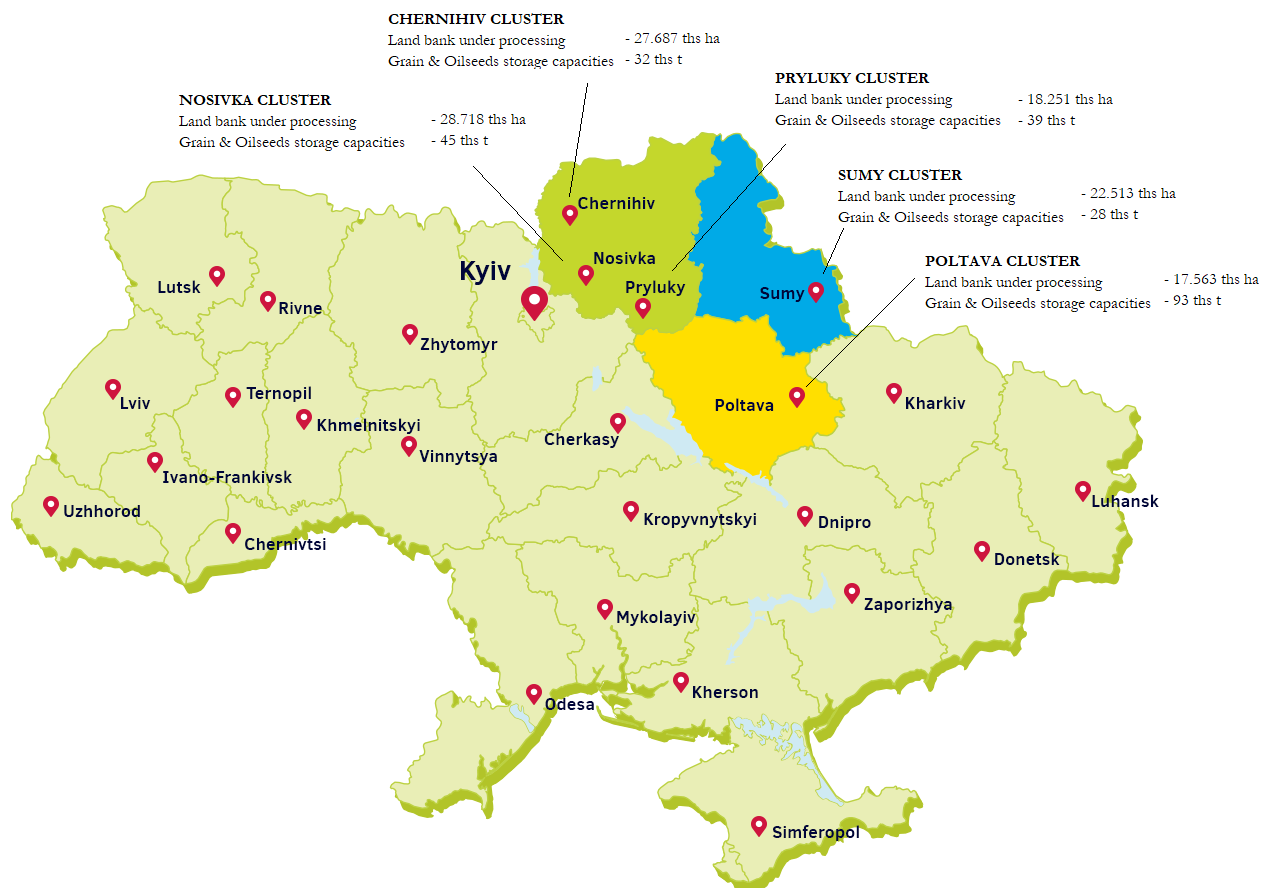 CHERNIHIV CLUSTER
Land bank under processing - 27.687 ths ha
Grain & Oilseeds storage capacities - 32 ths t
PRYLUKY CLUSTER
Land bank under processing - 18.251 ths ha
Grain & Oilseeds storage capacities - 39 ths t
NOSIVKA CLUSTER
Land bank under processing - 28.718 ths ha
Grain & Oilseeds storage capacities - 45 ths t
SUMY CLUSTER
Land bank under processing - 22.513 ths ha
Grain & Oilseeds storage capacities - 28 ths t
POLTAVA CLUSTER
Land bank under processing - 17.563 ths ha
Grain & Oilseeds storage capacities - 93 ths t
Chernihiv
Nosivka
Kyiv
Pryluky
Sumy
Lutsk
Rivne
Zhytomyr
Lviv
Ternopil
Khmelnitskyi
Vinnytsya
Cherkasy
Poltava
Kharkiv
Ivano-Frankivsk
Uzhhorod
Chernivtsi
Kropyvnytskyi
Dnipro
Luhansk
Donetsk
Zaporizhya
Mykolayiv
Kherson
Odesa
Simferopol